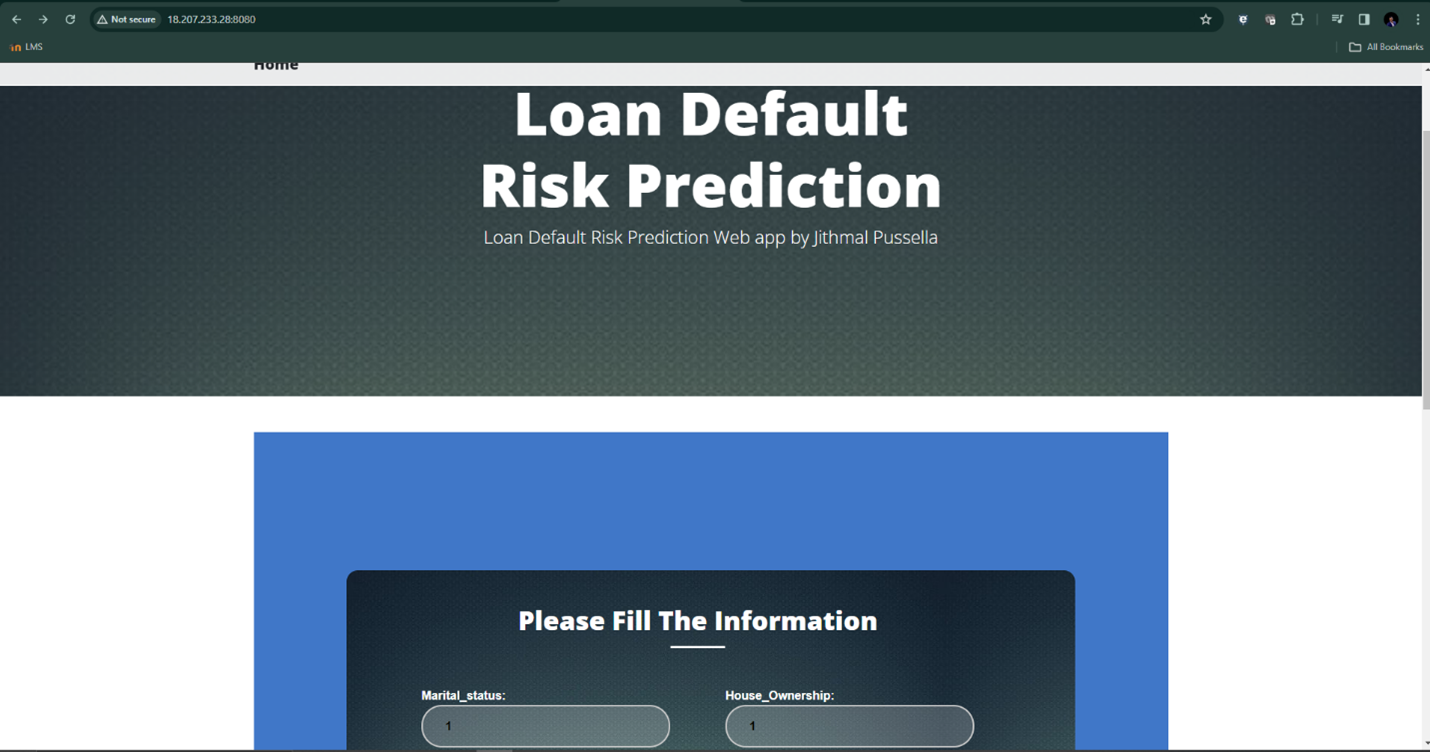 Not secure 18.207.233.28:8080
LMS
All Bookmarks
Home
Loan Default
Risk Prediction
Loan Default Risk Prediction Web app by Jithmal Pussella
Please Fill The Information
Marital_status: House_Ownership:
1 1